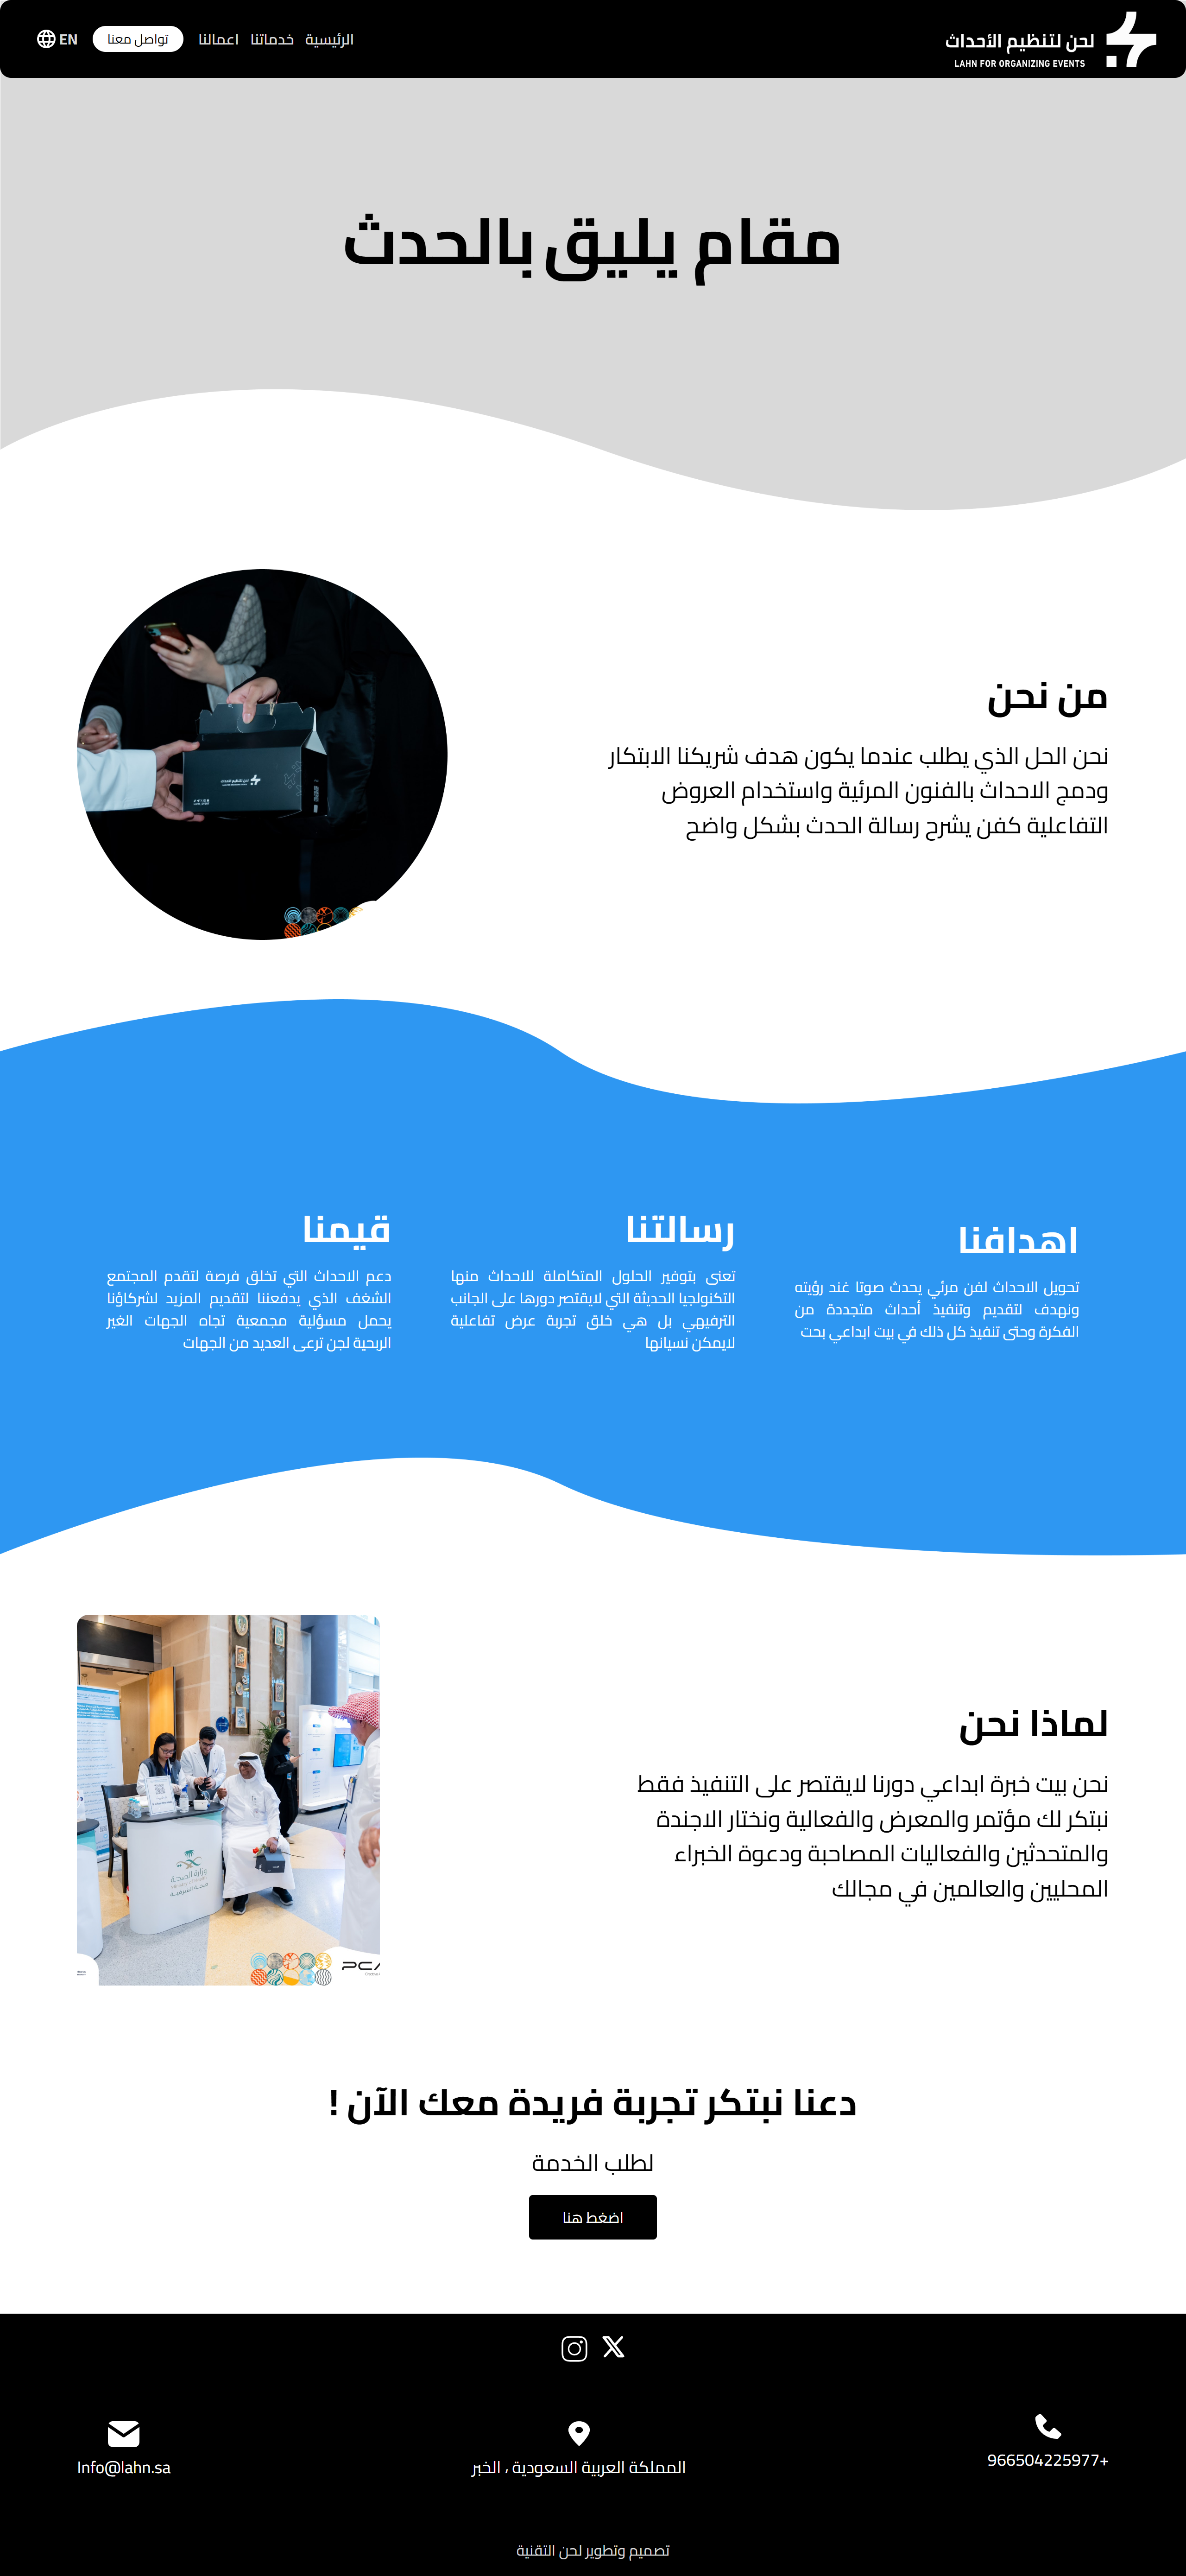 لحن لتنظيم الأحداث
LAHN FOR ORGANIZING EVENTS
الرئيسية
خدماتنا
اعمالنا
تواصل معنا
EN
مقام يليق بالحدث
من نحن
نحن الحل الذي يطلب عندما يكون هدف شريكنا الابتكار
ودمج الاحداث بالفنون المرئية واستخدام العروض
التفاعلية كفن يشرح رسالة الحدث بشكل واضح
لحن لتنظيم الأحداث
اهدافنا
تحويل الاحداث لفن مرئي يحدث صوتا غند رؤيته
ونهدف لتقديم وتنفيذ أحداث متجددة من
الفكرة وحتى تنفيذ كل ذلك في بيت ابداعي بحت
رسالتنا
تعنى بتوفير الحلول المتكاملة للاحداث منها
التكنولجيا الحديثة التي لايقتصر دورها على الجانب
الترفيهي بل هي خلق تجربة عرض تفاعلية
لايمكن نسيانها
قيمنا
دعم الاحداث التي تخلق فرصة لتقدم المجتمع
الشغف الذي يدفعننا لتقديم المزيد لشركاؤنا
يحمل مسؤلية مجمعية تجاه الجهات الغير
الربحية لجن ترعى العديد من الجهات
لماذا نحن
نحن بيت خبرة ابداعي دورنا لايقتصر على التنفيذ فقط
نبتكر لك مؤتمر والمعرض والفعالية ونختار الاجندة
والمتحدثين والفعاليات المصاحبة ودعوة الخبراء
المحليين والعالمين في مجالك
وزارة الصحة
دعنا نبتكر تجربة فريدة معك الآن !
لطلب الخدمة
اضغط هنا
966504225977+
المملكة العربية السعودية ، الخبر
Info@lahn.sa
تصميم وتطوير لحن التقنية